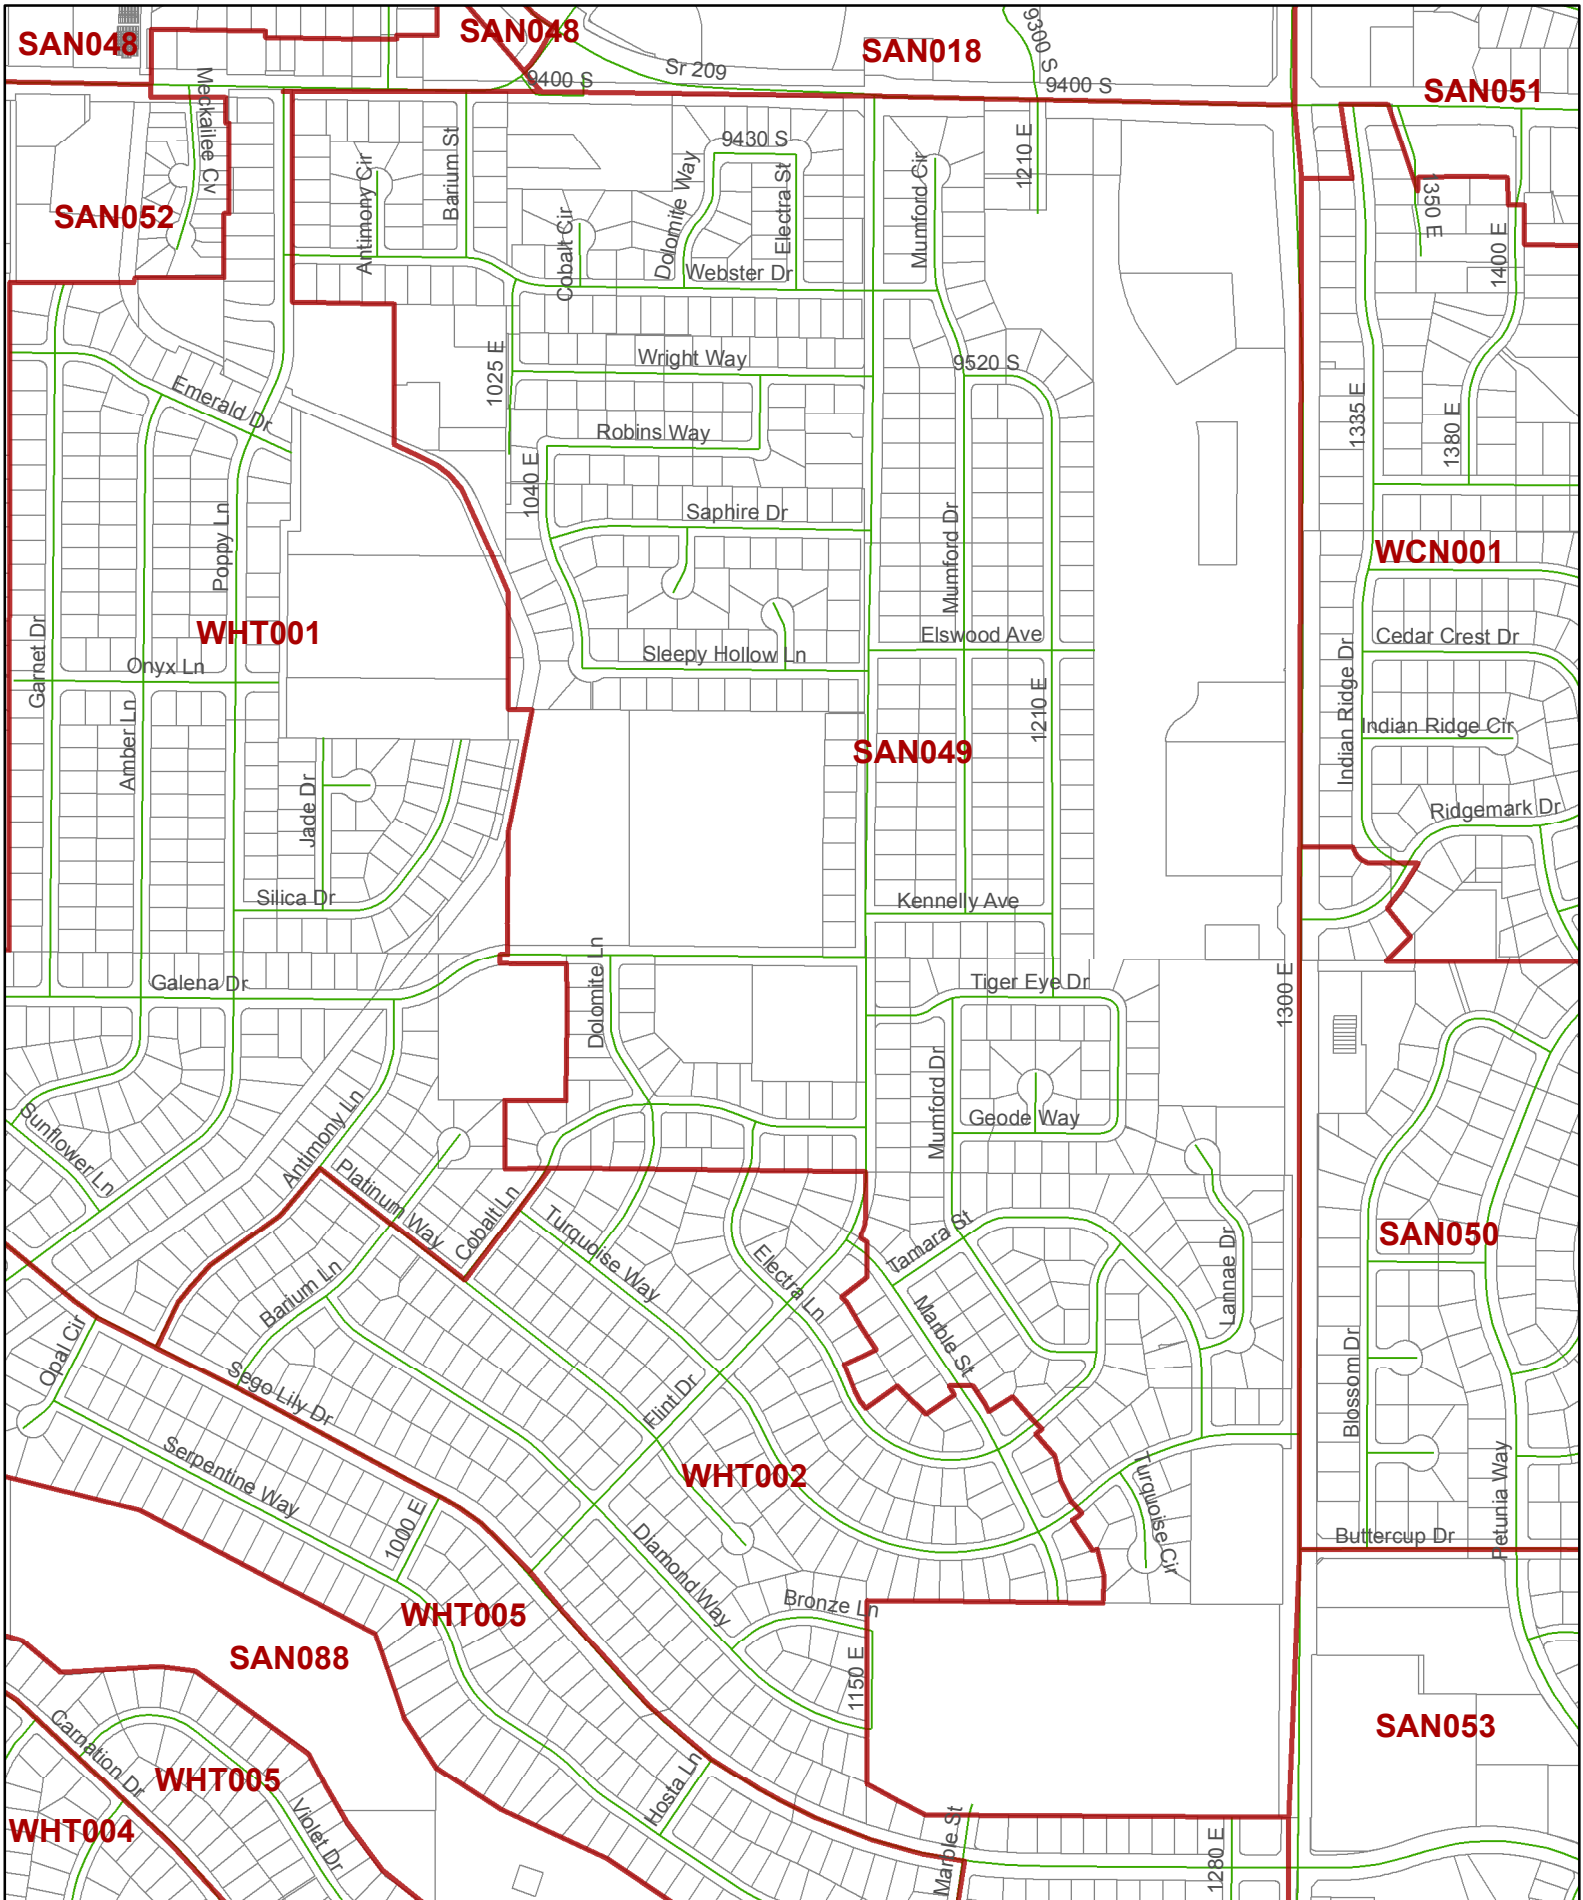 SAN048
SAN048
SAN018
9300 S
Sr 209
9400 S
9400 S
SAN051
Meckailee Cv
SAN052
Antimony Cir
Barium St
9430 S
Dolomite Way
Electra St
Cobalt Cir
Webster Dr
Mumford Cir
1210 E
1350 E
1400 E
1025 E
Wright Way
9520 S
Emerald Dr
Robins Way
1040 E
1335 E
1380 E
Saphire Dr
Mumford Dr
Poppy Ln
WCN001
WHT001
Garnet Dr
Onyx Ln
Sleepy Hollow Ln
Elswood Ave
Cedar Crest Dr
Indian Ridge Dr
Indian Ridge Cir
1210 E
SAN049
Amber Ln
Jade Dr
Ridgemark Dr
Silica Dr
Kennelly Ave
Galena Dr
Dolomite Ln
Tiger Eye Dr
1300 E
Mumford Dr
Geode Way
Sunflower Ln
Antimony Ln
Platinum Way
Cobalt Ln
Turquoise Way
Electra Ln
Tamara St
Lannae Dr
SAN050
Barium Ln
Marble St
Opal Cir
Sego Lily Dr
Flint Dr
Blossom Dr
Serpentine Way
WHT002
Turquoise Cir
Petunia Way
1000 E
Diamond Way
Buttercup Dr
Bronze Ln
WHT005
SAN088
1150 E
SAN053
Carnation Dr
WHT005
Violet Dr
Hosta Ln
WHT004
Marble St
1280 E